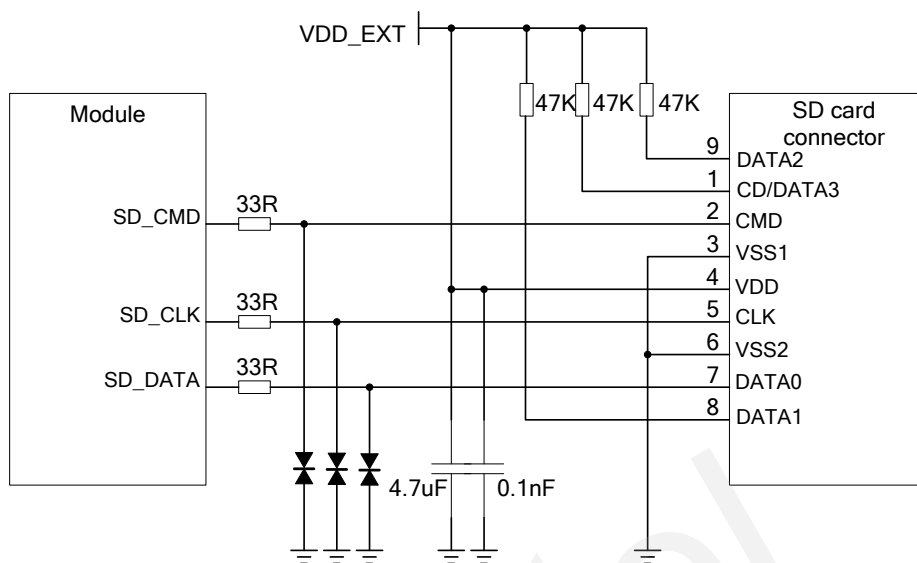 VDD_EXT
47K 47K 47K
Module
SD card
connector
9 DATA2
1 CD/DATA3
SD_CMD 33R 2 CMD
3 VSS1
4 VDD
SD_CLK 33R 5 CLK
6 VSS2
SD_DATA 33R 7 DATA0
8 DATA1
4.7uF 0.1nF